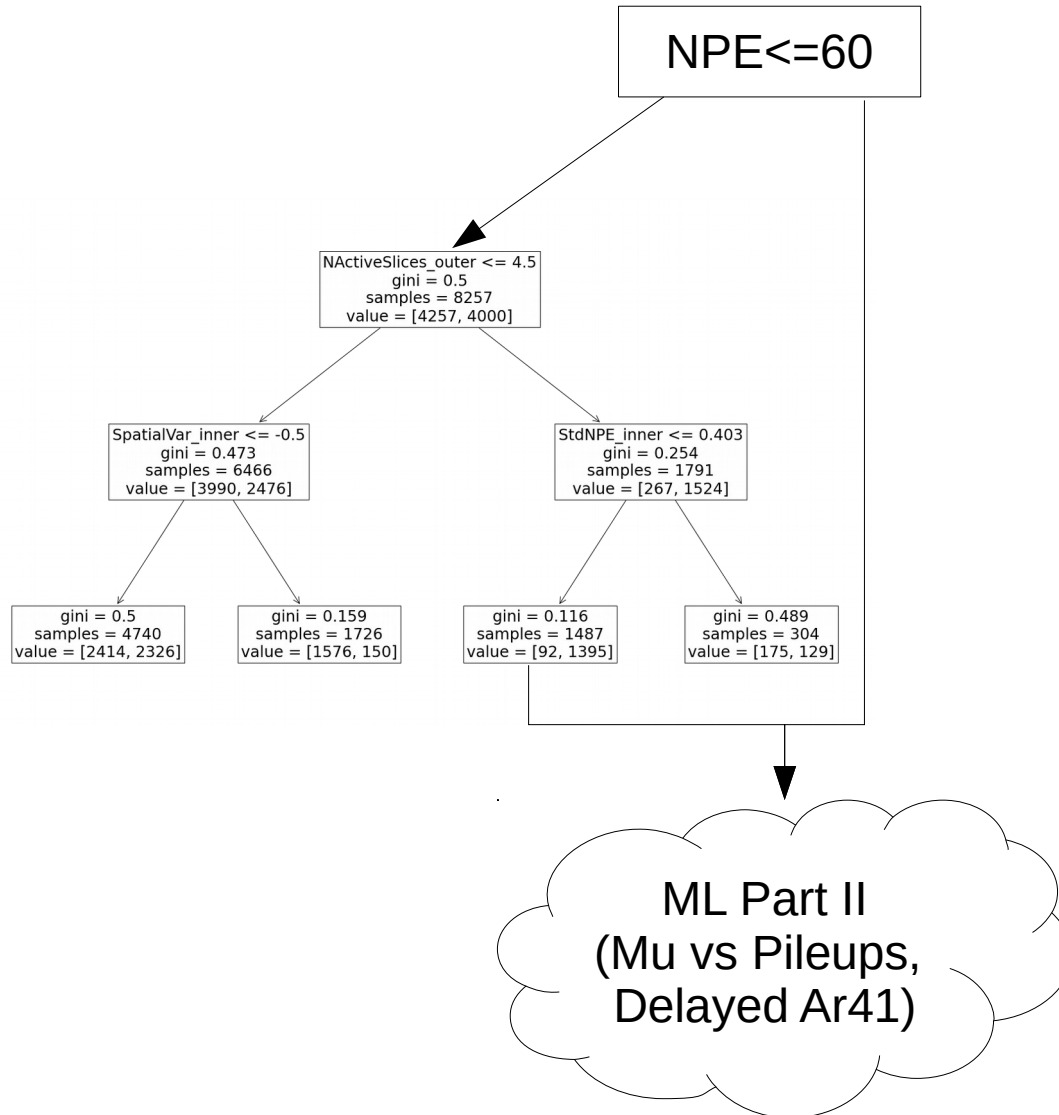 NPE<=60
NActiveSlices_outer <= 4.5
gini = 0.5
samples = 8257
value = [4257, 4000]
SpatialVar_inner <= -0.5
gini = 0.473
samples = 6466
value = [3990, 2476]
StdNPE_inner <= 0.403
gini = 0.254
samples = 1791
value = [267, 1524]
gini = 0.5
samples = 4740
value = [2414, 2326]
gini = 0.159
samples = 1726
value = [1576, 150]
gini = 0.116
samples = 1487
value = [92, 1395]
gini = 0.489
samples = 304
value = [175, 129]
ML Part II
(Mu vs Pileups,
Delayed Ar41)